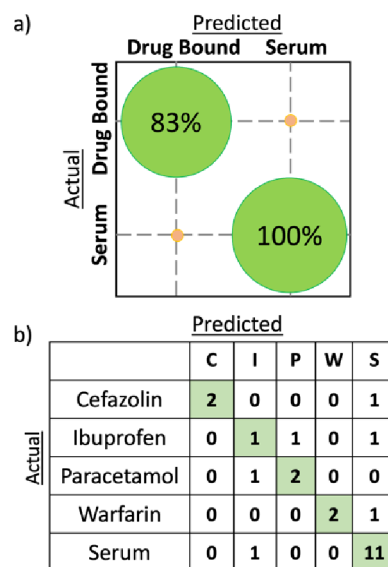 a)
Predicted
Drug Bound Serum
Actual
Drug Bound
Serum
83%
100%
b)
Predicted
Actual
C I P W S
Cefazolin 2 0 0 0 1
Ibuprofen 0 1 1 0 1
Paracetamol 0 1 2 0 0
Warfarin 0 0 0 2 1
Serum 0 1 0 0 11